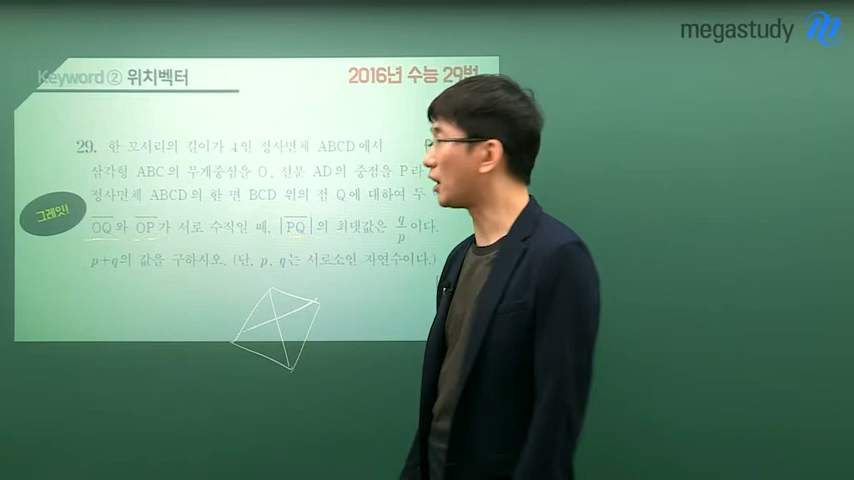 megastudy
Keyword② 위치벡터
2016년 수능 29번
29. 한 모서리의 길이가 4인 정사면체 ABCD에서
삼각형 ABC의 무게중심을 O, 선분 AD의 중점을 P라
정사면체 ABCD의 한 면 BCD 위의 점 Q에 대하여 두
그레잇!
OQ와 OP가 서로 수직일 때, |PQ|의 최댓값은 q/p이다.
p+q의 값을 구하시오. (단, p, q는 서로소인 자연수이다.)